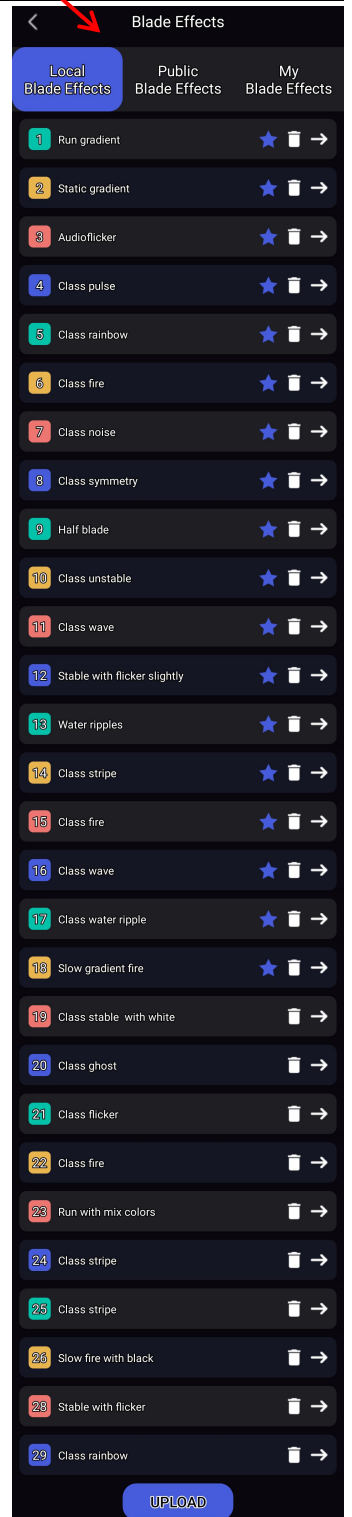 Blade Effects
Local
Blade Effects
Public
Blade Effects
My
Blade Effects
1 Run gradient
2 Static gradient
3 Audioflicker
4 Class pulse
5 Class rainbow
6 Class fire
7 Class noise
8 Class symmetry
9 Half blade
10 Class unstable
11 Class wave
12 Stable with flicker slightly
13 Water ripples
14 Class stripe
15 Class fire
16 Class wave
17 Class water ripple
18 Slow gradient fire
19 Class stable  with white
20 Class ghost
21 Class flicker
22 Class fire
23 Run with mix colors
24 Class stripe
25 Class stripe
26 Slow fire with black
28 Stable with flicker
29 Class rainbow
UPLOAD